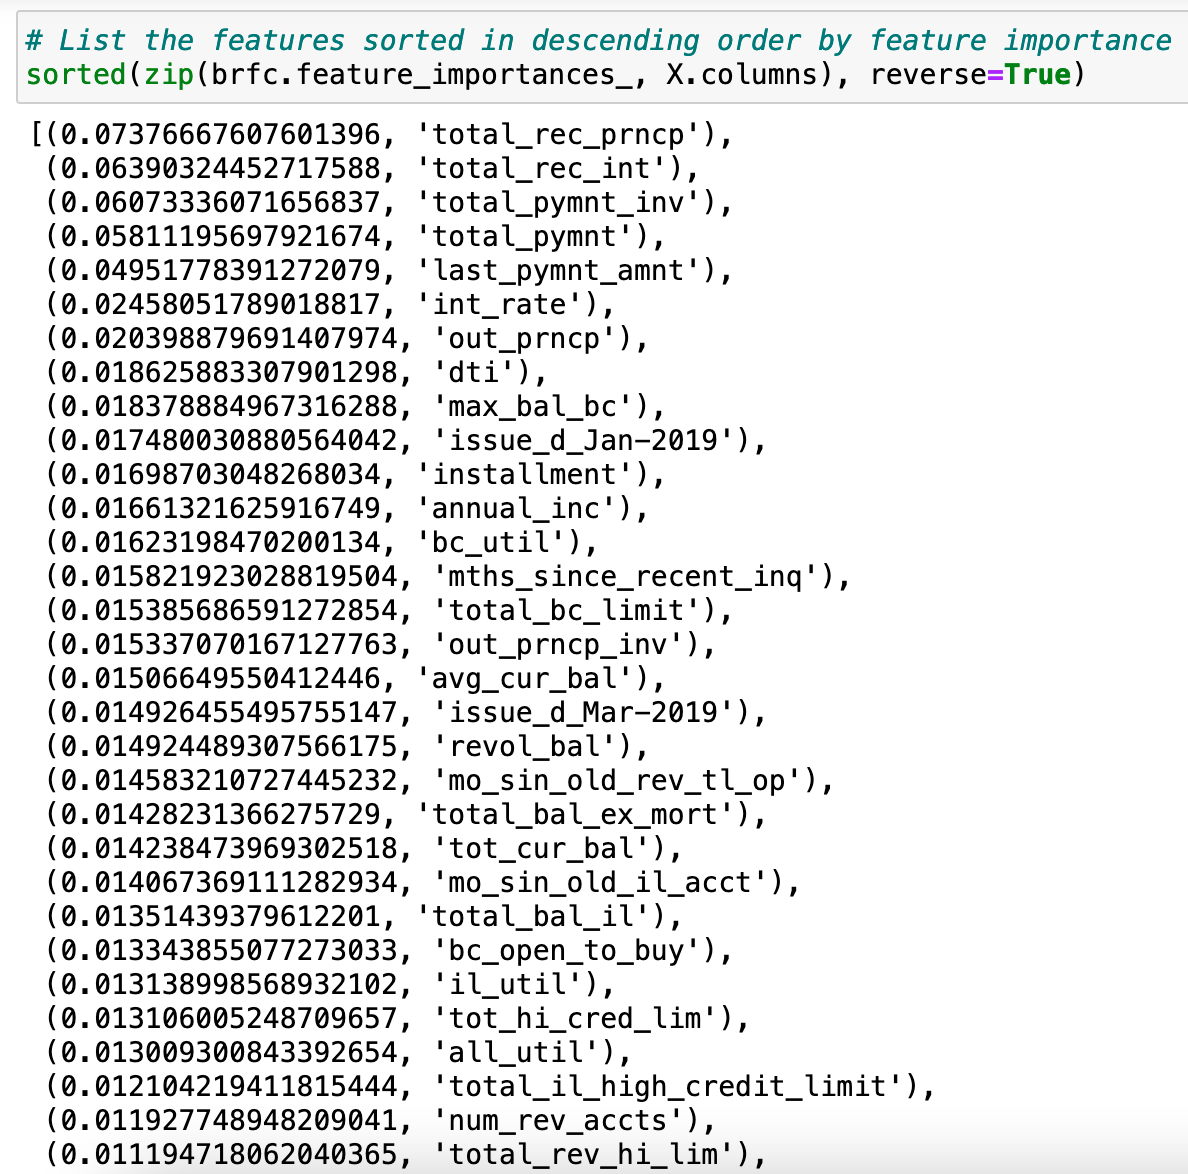 # List the features sorted in descending order by feature importance
sorted(zip(brfc.feature_importances_, X.columns), reverse=True)
[(0.07376667607601396, 'total_rec_prncp'),
(0.06390324452717588, 'total_rec_int'),
(0.06073336071656837, 'total_pymnt_inv'),
(0.05811195697921674, 'total_pymnt'),
(0.04951778391272079, 'last_pymnt_amnt'),
(0.02458051789018817, 'int_rate'),
(0.020398879691407974, 'out_prncp'),
(0.018625883307901298, 'dti'),
(0.018378884967316288, 'max_bal_bc'),
(0.017480030880564042, 'issue_d_Jan-2019'),
(0.01698703048268034, 'installment'),
(0.01661321625916749, 'annual_inc'),
(0.01623198470200134, 'bc_util'),
(0.015821923028819504, 'mths_since_recent_inq'),
(0.015385686591272854, 'total_bc_limit'),
(0.015337070167127763, 'out_prncp_inv'),
(0.01506649550412446, 'avg_cur_bal'),
(0.014926455495755147, 'issue_d_Mar-2019'),
(0.014924489307566175, 'revol_bal'),
(0.014583210727445232, 'mo_sin_old_rev_tl_op'),
(0.01428231366275729, 'total_bal_ex_mort'),
(0.014238473969302518, 'tot_cur_bal'),
(0.014067369111282934, 'mo_sin_old_il_acct'),
(0.01351439379612201, 'total_bal_il'),
(0.013343855077273033, 'bc_open_to_buy'),
(0.013138998568932102, 'il_util'),
(0.013106005248709657, 'tot_hi_cred_lim'),
(0.013009300843392654, 'all_util'),
(0.012104219411815444, 'total_il_high_credit_limit'),
(0.011927748948209041, 'num_rev_accts'),
(0.011194718062040365, 'total_rev_hi_lim'),